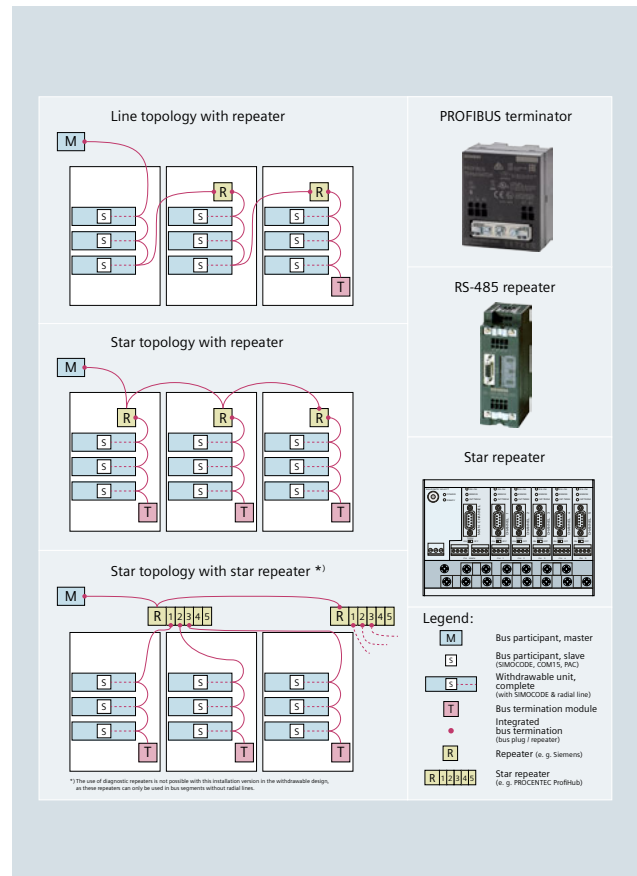 Line topology with repeater
M
R
R
S
S
S
S
S
S
S
S
S
T
Star topology with repeater
M
R
R
R
S
S
S
S
S
S
S
S
S
T
T
T
Star topology with star repeater *)
M
R 1 2 3 4 5
R 1 2 3 4 5
S
S
S
S
S
S
S
S
S
T
T
T
*) The use of diagnostic repeaters is not possible with this installation version in the withdrawable design,
as these repeaters can only be used in bus segments without radial lines.
PROFIBUS terminator
RS-485 repeater
Star repeater
Legend:
M
Bus participant, master
S
Bus participant, slave
(SIMOCODE, COM15, PAC)
S
Withdrawable unit,
complete
(with SIMOCODE & radial line)
T
Bus termination module
Integrated
bus termination
(bus plug / repeater)
R
Repeater (e. g. Siemens)
R 1 2 3 4 5
Star repeater
(e. g. PROCENTEC ProfiHub)